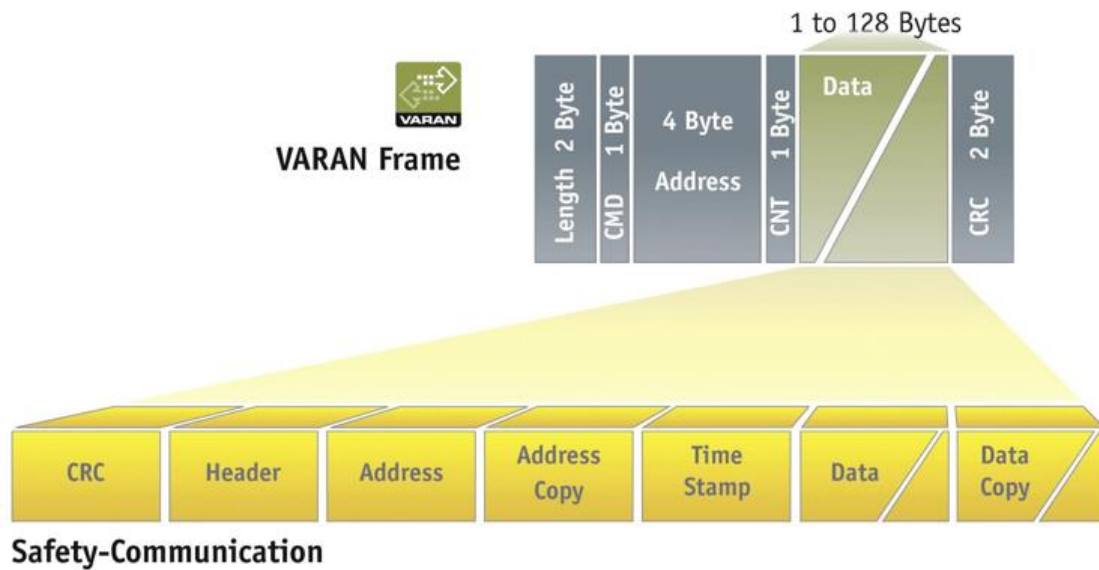 1 to 128 Bytes
VARAN
VARAN Frame
Length 2 Byte
CMD 1 Byte
4 Byte
Address
CNT 1 Byte
Data
CRC 2 Byte
CRC
Header
Address
Address
Copy
Time
Stamp
Data
Data
Copy
Safety-Communication